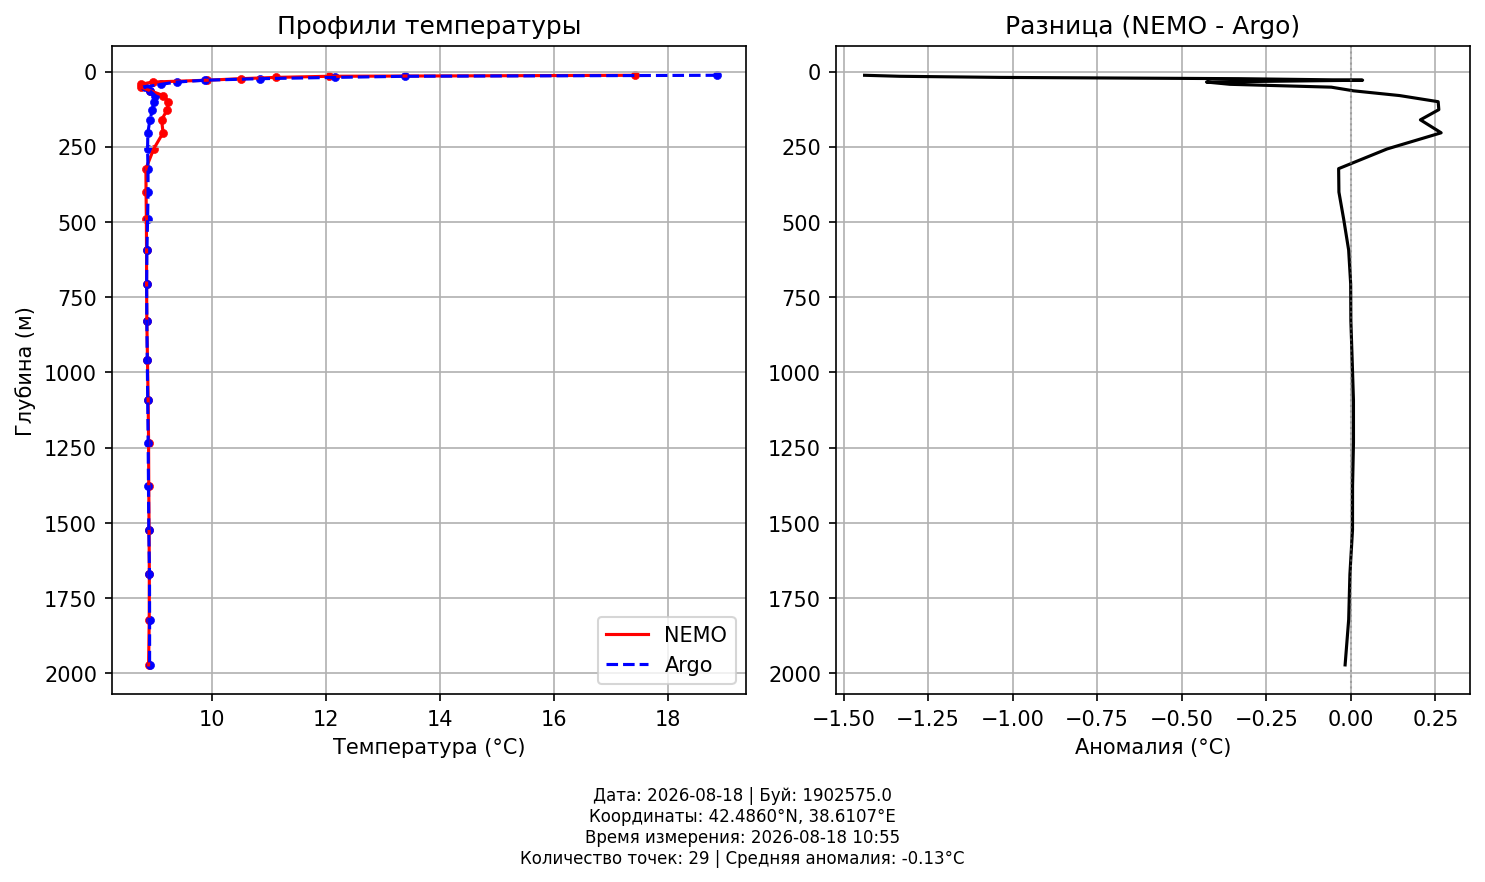 Профили температуры
Разница (NEMO - Argo)
0
250
500
750
1000
1250
1500
1750
2000
Глубина (м)
10
12
14
16
18
Температура (°C)
NEMO
Argo
0
250
500
750
1000
1250
1500
1750
2000
−1.50
−1.25
−1.00
−0.75
−0.50
−0.25
0.00
0.25
Аномалия (°C)
Дата: 2026-08-18 | Буй: 1902575.0
Координаты: 42.4860°N, 38.6107°E
Время измерения: 2026-08-18 10:55
Количество точек: 29 | Средняя аномалия: -0.13°C